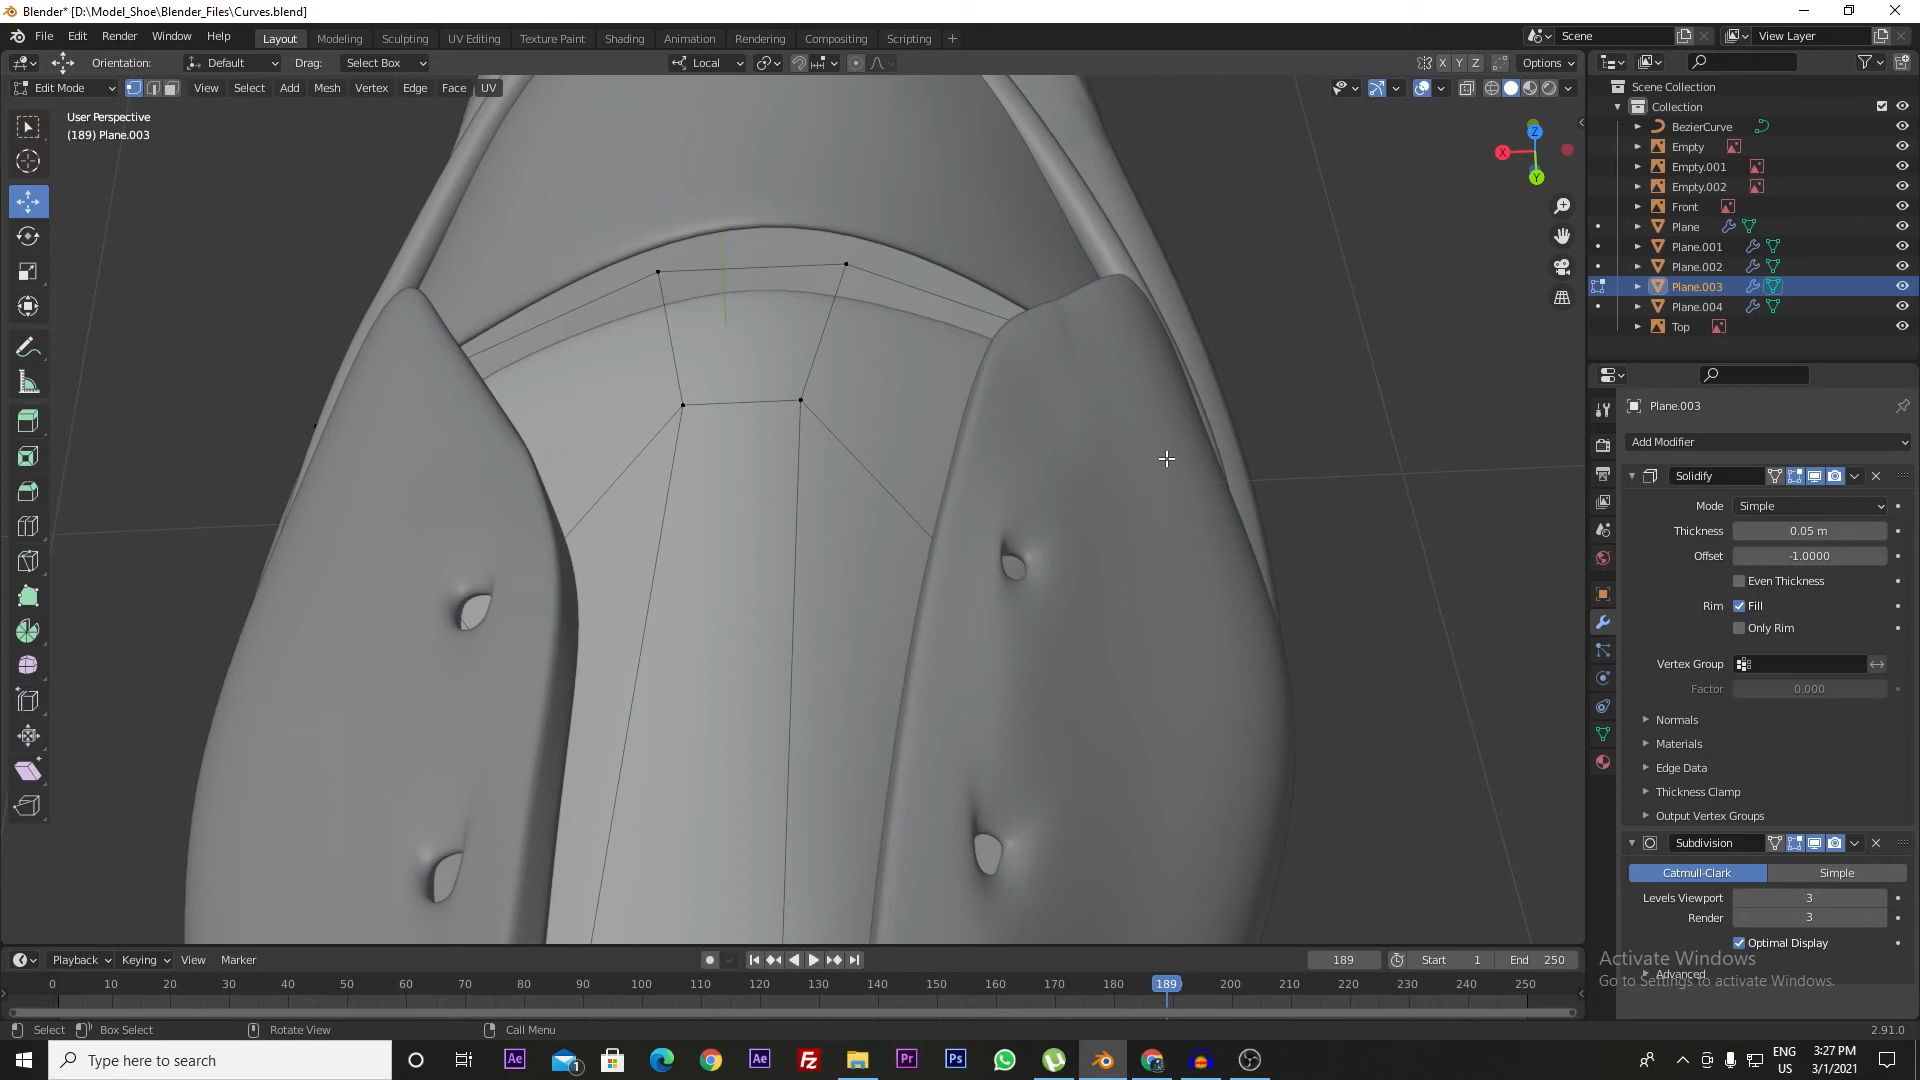 Blender* [D:\Model_Shoe\Blender_Files\Curves.blend]
File Edit Render Window Help Layout Modeling Sculpting UV Editing Texture Paint Shading Animation Rendering Compositing Scripting + Scene View Layer
Orientation: Default Drag: Select Box Local X Y Z Options
Edit Mode View Select Add Mesh Vertex Edge Face UV
User Perspective
(189) Plane.003
Z
X
Y
Scene Collection
Collection
BezierCurve
Empty
Empty.001
Empty.002
Front
Plane
Plane.001
Plane.002
Plane.003
Plane.004
Top
Plane.003
Add Modifier
Solidify
Mode Simple
Thickness 0.05 m
Offset -1.0000
Even Thickness
Rim Fill
Only Rim
Vertex Group
Factor 0.000
Normals
Materials
Edge Data
Thickness Clamp
Output Vertex Groups
Subdivision
Catmull-Clark Simple
Levels Viewport 3
Render 3
Optimal Display
Advanced
Activate Windows
Go to Settings to activate Windows.
Playback Keying View Marker 189 Start 1 End 250
0 10 20 30 40 50 60 70 80 90 100 110 120 130 140 150 160 170 180 189 200 210 220 230 240 250
Select Box Select Rotate View Call Menu 2.91.0
Type here to search
Ae 1 Ae Fz Pr Ps
ENG
US
3:27 PM
3/1/2021